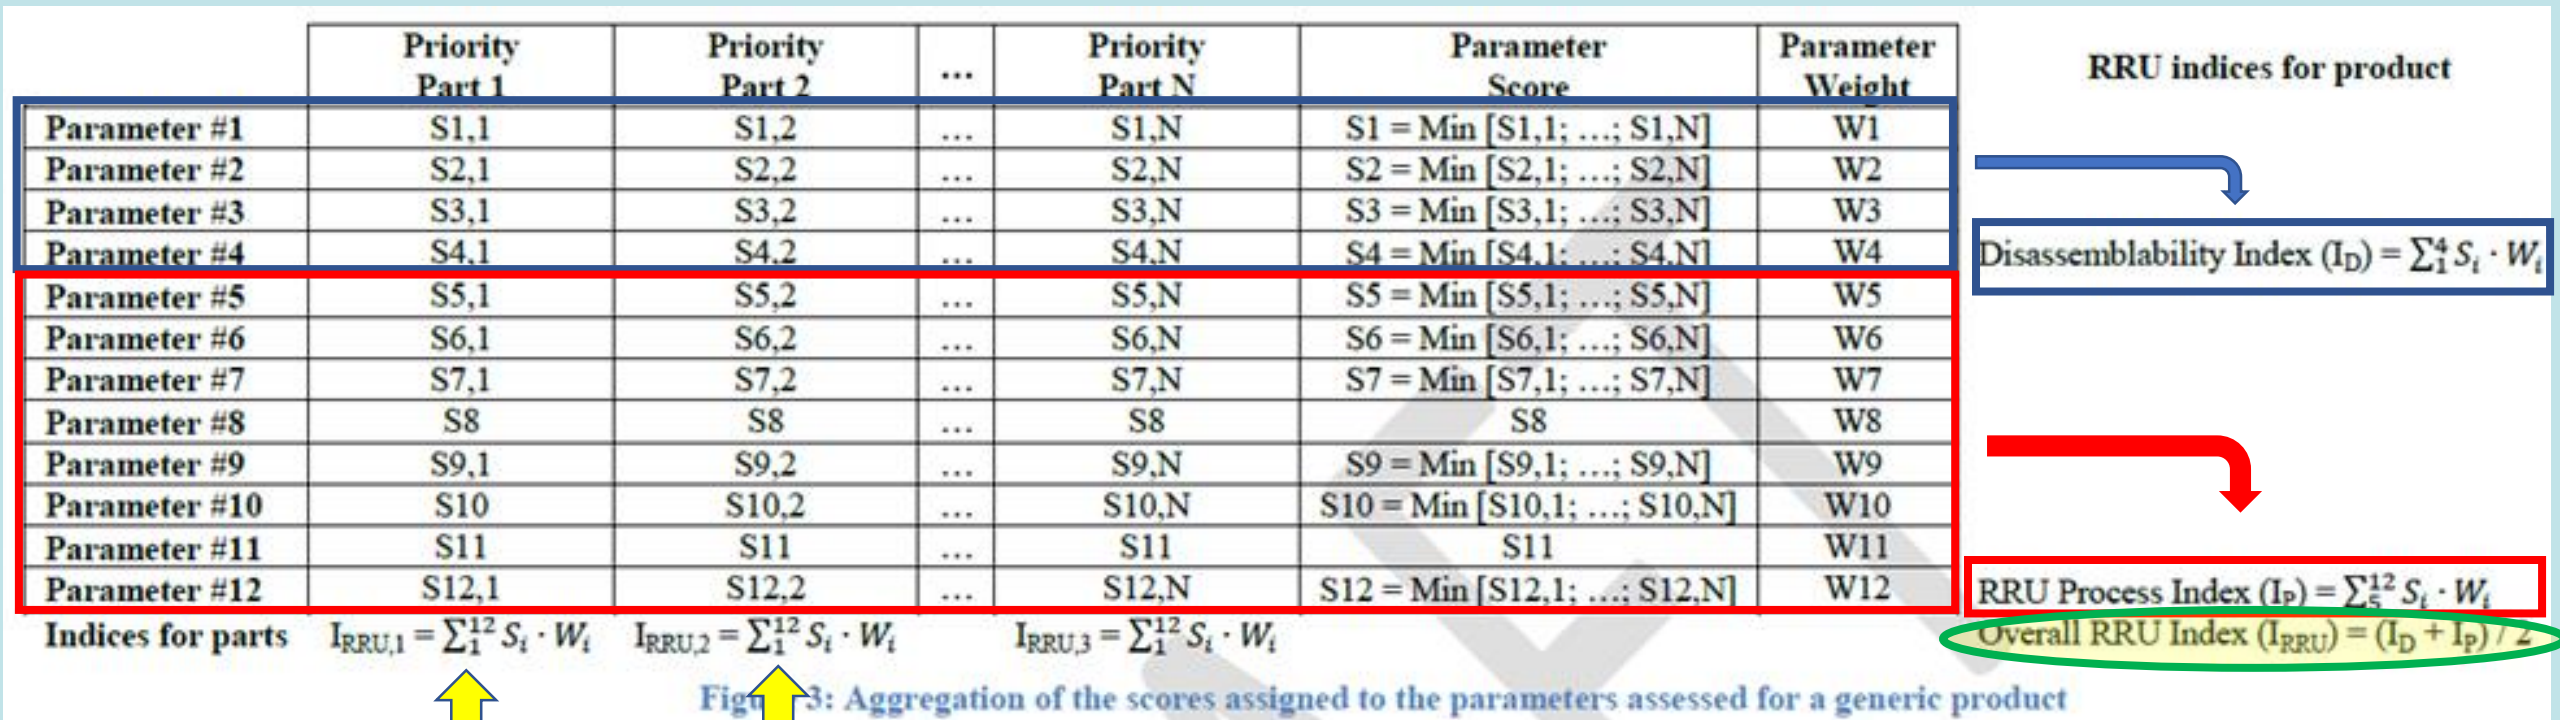 Priority Part 1 Priority Part 2 ... Priority Part N Parameter Score Parameter Weight RRU indices for product
Parameter #1 S1,1 S1,2 ... S1,N S1 = Min [S1,1; ...; S1,N] W1
Parameter #2 S2,1 S2,2 ... S2,N S2 = Min [S2,1; ...; S2,N] W2
Parameter #3 S3,1 S3,2 ... S3,N S3 = Min [S3,1; ...; S3,N] W3
Parameter #4 S4,1 S4,2 ... S4,N S4 = Min [S4,1; ...; S4,N] W4
Disassemblability Index (I_D) = ∑₁⁴ S_i · W_i
Parameter #5 S5,1 S5,2 ... S5,N S5 = Min [S5,1; ...; S5,N] W5
Parameter #6 S6,1 S6,2 ... S6,N S6 = Min [S6,1; ...; S6,N] W6
Parameter #7 S7,1 S7,2 ... S7,N S7 = Min [S7,1; ...; S7,N] W7
Parameter #8 S8 S8 ... S8 S8 W8
Parameter #9 S9,1 S9,2 ... S9,N S9 = Min [S9,1; ...; S9,N] W9
Parameter #10 S10 S10,2 ... S10,N S10 = Min [S10,1; ...; S10,N] W10
Parameter #11 S11 S11 ... S11 S11 W11
Parameter #12 S12,1 S12,2 ... S12,N S12 = Min [S12,1; ...; S12,N] W12
RRU Process Index (I_P) = ∑₅¹² S_i · W_i
Indices for parts I_RRU,1 = ∑₁¹² S_i · W_i I_RRU,2 = ∑₁¹² S_i · W_i I_RRU,3 = ∑₁¹² S_i · W_i
Overall RRU Index (I_RRU) = (I_D + I_P) / 2
3: Aggregation of the scores assigned to the parameters assessed for a generic product